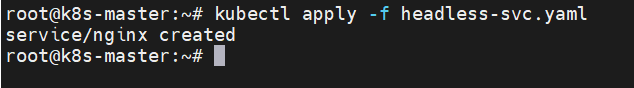 root@k8s-master:~# kubectl apply -f headless-svc.yaml
service/nginx created
root@k8s-master:~#